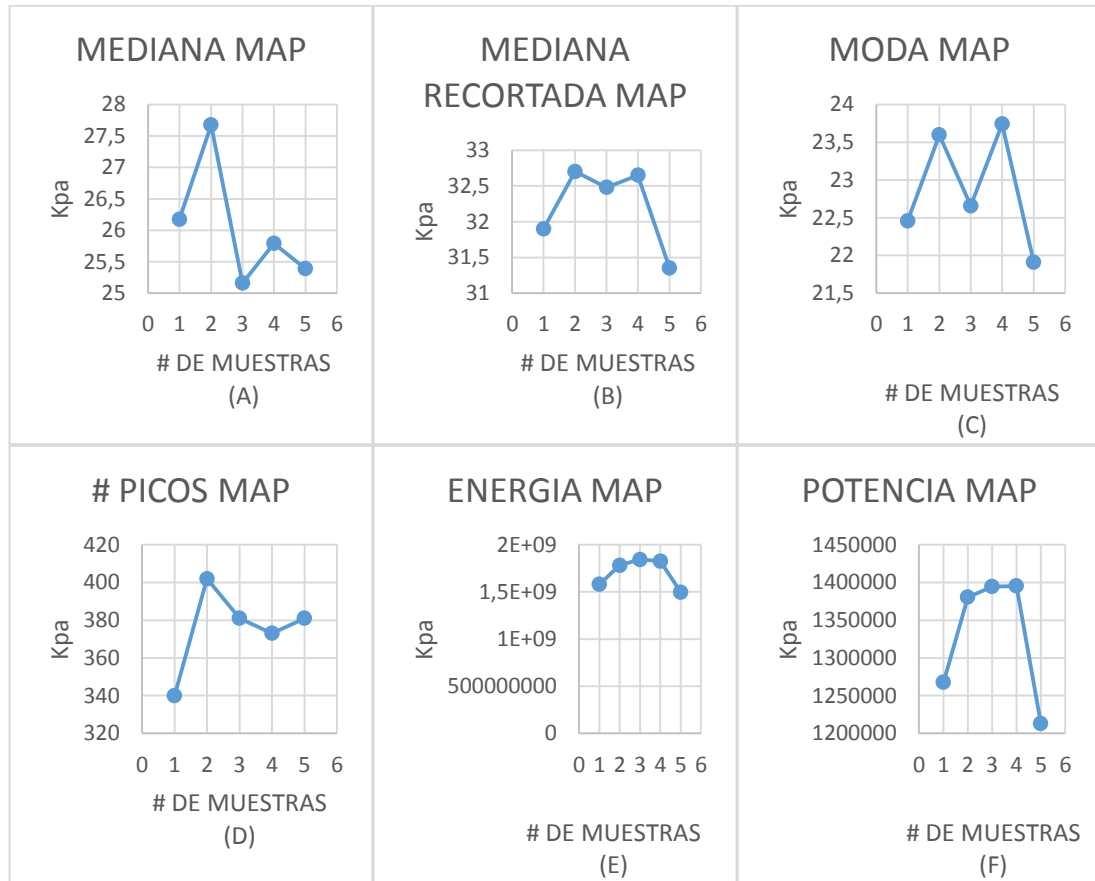 MEDIANA MAP
28
27,5
27
26,5
26
25,5
25
Kpa
0 1 2 3 4 5 6
# DE MUESTRAS
(A)
MEDIANA
RECORTADA MAP
33
32,5
32
31,5
31
Kpa
0 1 2 3 4 5 6
# DE MUESTRAS
(B)
MODA MAP
24
23,5
23
22,5
22
21,5
Kpa
0 1 2 3 4 5 6
# DE MUESTRAS
(C)
# PICOS MAP
420
400
380
360
340
320
Kpa
0 1 2 3 4 5 6
# DE MUESTRAS
(D)
ENERGIA MAP
2E+09
1,5E+09
1E+09
500000000
0
Kpa
0 1 2 3 4 5 6
# DE MUESTRAS
(E)
POTENCIA MAP
1450000
1400000
1350000
1300000
1250000
1200000
Kpa
0 1 2 3 4 5 6
# DE MUESTRAS
(F)